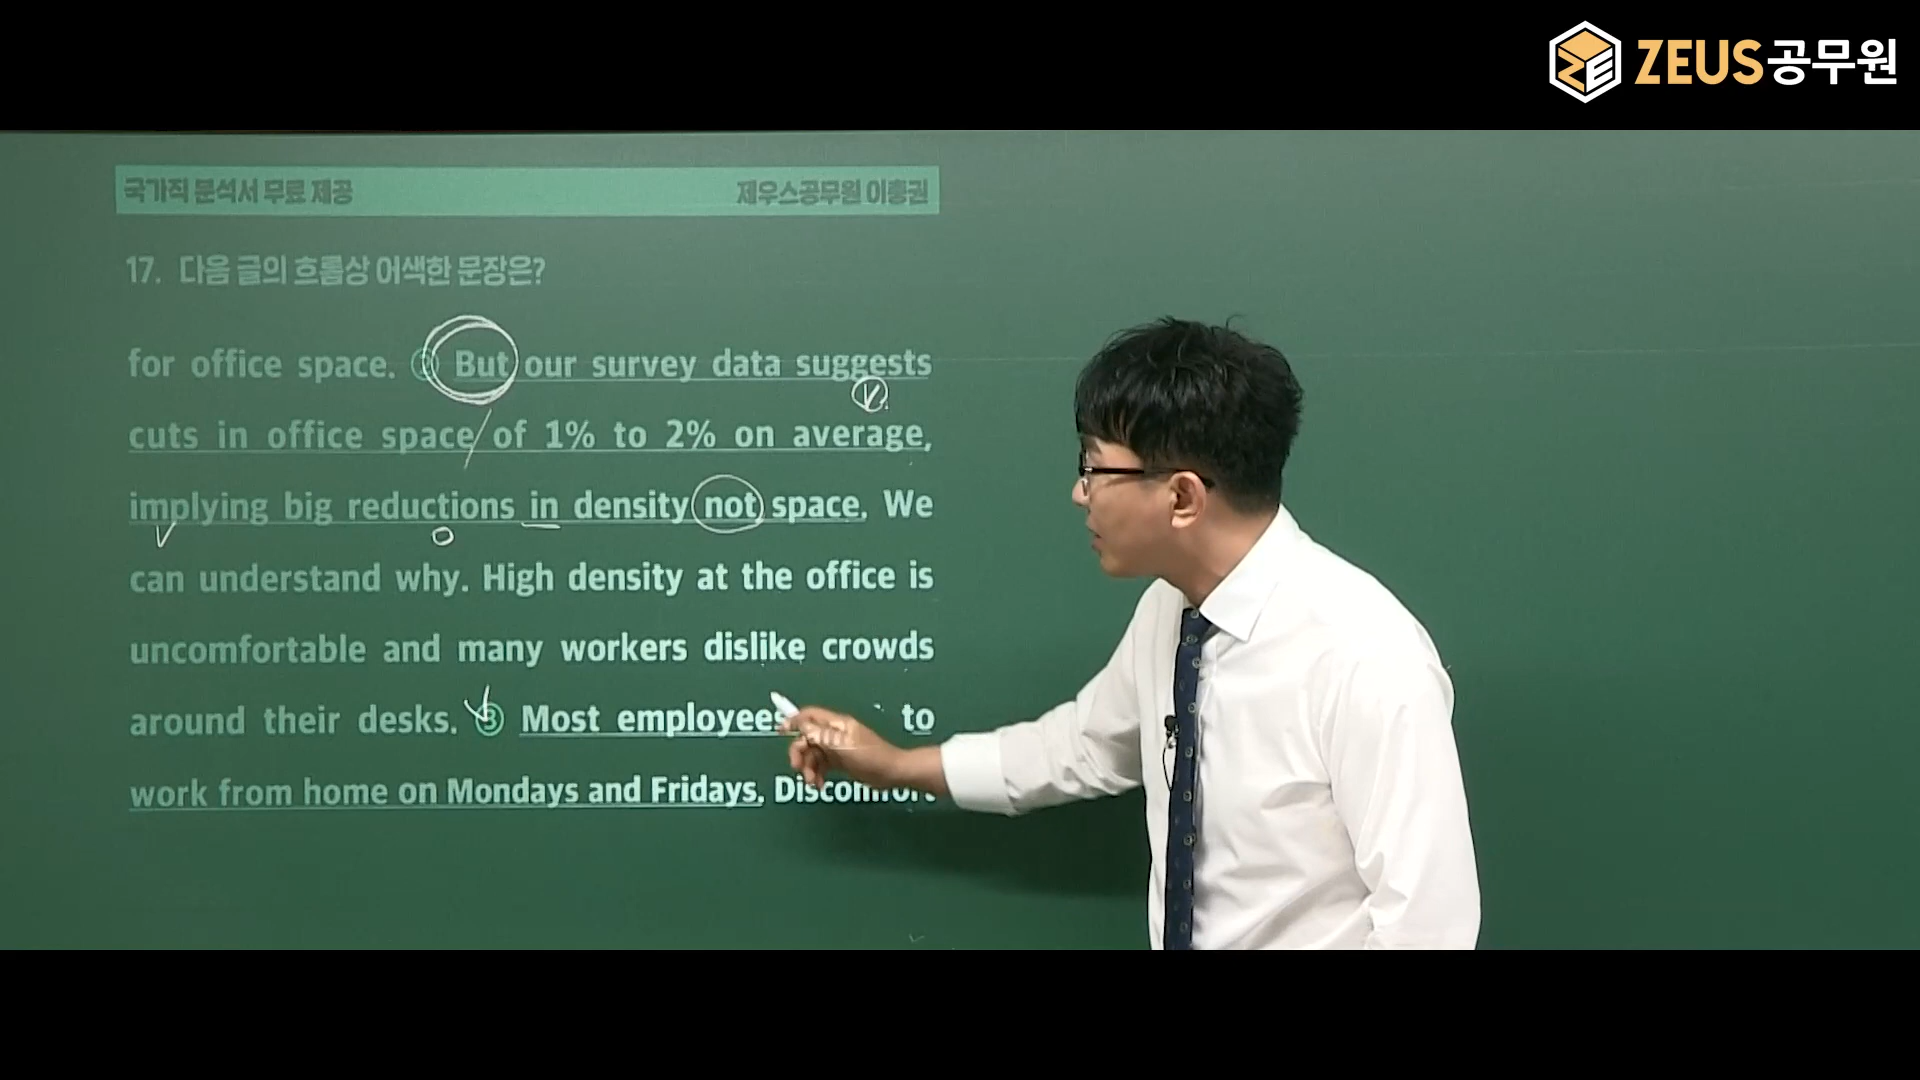 ZEUS공무원
국가직 분석서 무료 제공 제우스공무원 이흥권
17. 다음 글의 흐름상 어색한 문장은?
for office space. ② But our survey data suggests
cuts in office space of 1% to 2% on average,
implying big reductions in density not space. We
can understand why. High density at the office is
uncomfortable and many workers dislike crowds
around their desks. ③ Most employees to
work from home on Mondays and Fridays. Discomfort